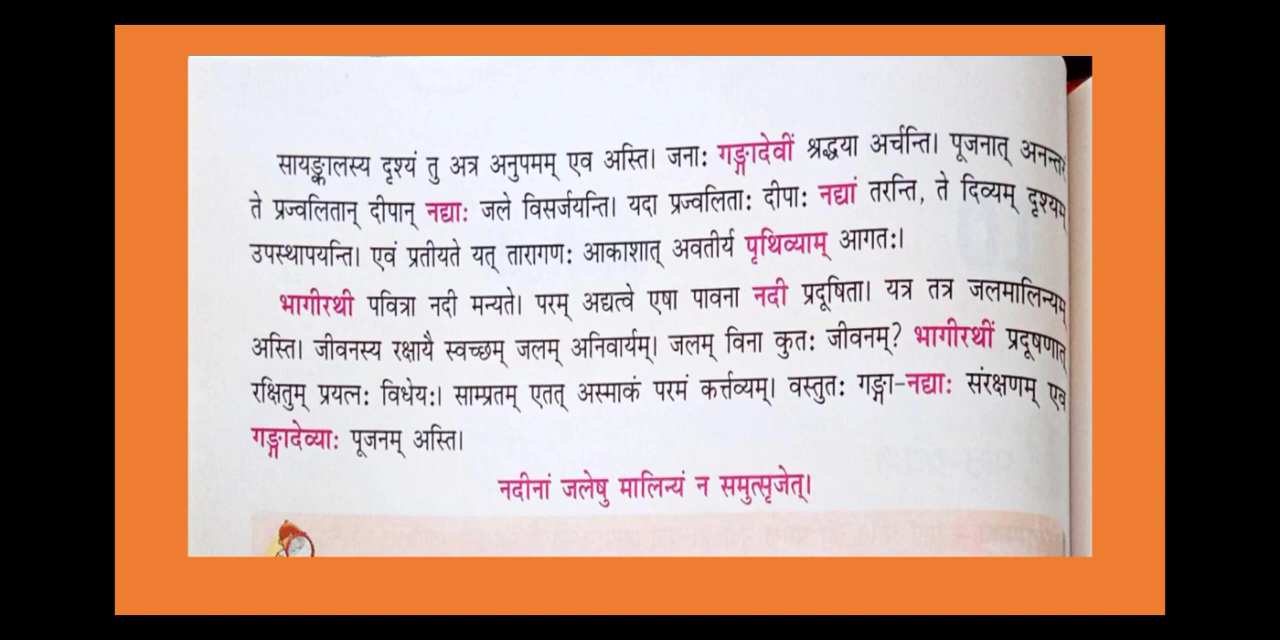 सायङ्कालस्य दृश्यं तु अत्र अनुपमम् एव अस्ति। जनाः गङ्गादेवीं श्रद्धया अर्चन्ति। पूजनात् अनन्तरं
ते प्रज्वलितान् दीपान् नद्याः जले विसर्जयन्ति। यदा प्रज्वलिताः दीपाः नद्यां तरन्ति, ते दिव्यम् दृश्यम्
उपस्थापयन्ति। एवं प्रतीयते यत् तारागणः आकाशात् अवतीर्य पृथिव्याम् आगतः।
भागीरथी पवित्रा नदी मन्यते। परम् अद्यत्वे एषा पावना नदी प्रदूषिता। यत्र तत्र जलमालिन्यम्
अस्ति। जीवनस्य रक्षायै स्वच्छम् जलम् अनिवार्यम्। जलम् विना कुतः जीवनम्? भागीरथीं प्रदूषणात्
रक्षितुम् प्रयत्नः विधेयः। साम्प्रतम् एतत् अस्माकं परमं कर्त्तव्यम्। वस्तुतः गङ्गा-नद्याः संरक्षणम् एव
गङ्गादेव्याः पूजनम् अस्ति।
नदीनां जलेषु मालिन्यं न समुत्सृजेत्।